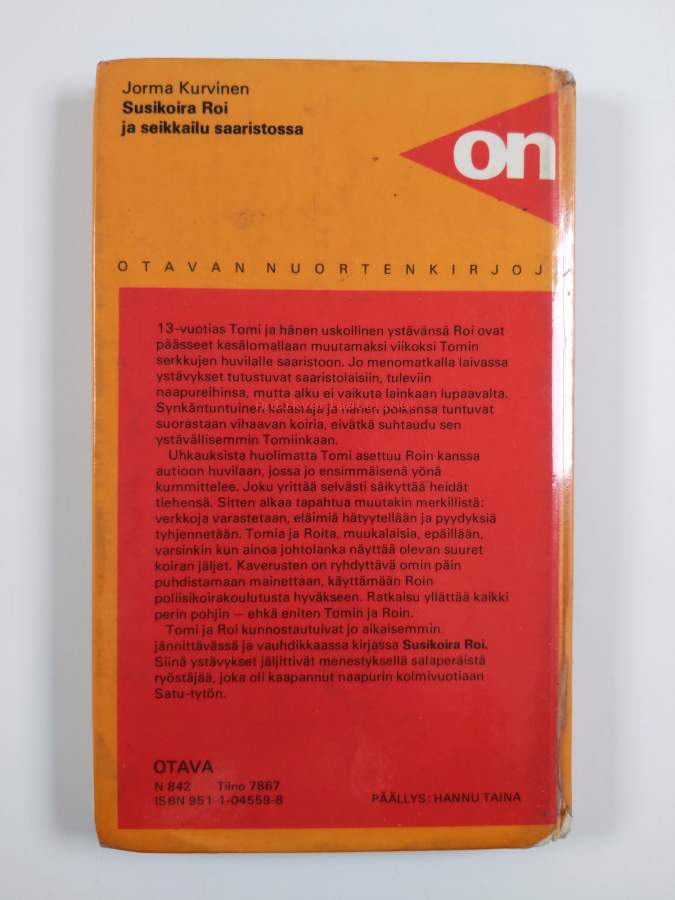 Jorma Kurvinen
Susikoira Roi
ja seikkailu saaristossa
on
OTAVAN NUORTENKIRJOJ
13-vuotias Tomi ja hänen uskollinen ystävänsä Roi ovat
päässeet kesälomallaan muutamaksi viikoksi Tomin
serkkujen huvilalle saaristoon. Jo menomatkalla laivassa
ystävykset tutustuvat saaristolaisiin, tuleviin
naapureihinsa, mutta alku ei vaikuta lainkaan lupaavalta.
Synkäntuntuinen kalastaja ja hänen poikansa tuntuvat
suorastaan vihaavan koiria, eivätkä suhtaudu sen
ystävällisemmin Tomiinkaan.
Uhkauksista huolimatta Tomi asettuu Roin kanssa
autioon huvilaan, jossa jo ensimmäisenä yönä
kummittelee. Joku yrittää selvästi säikyttää heidät
tiehensä. Sitten alkaa tapahtua muutakin merkillistä:
verkkoja varastetaan, eläimiä hätyytellään ja pyydyksiä
tyhjennetään. Tomia ja Roita, muukalaisia, epäillään,
varsinkin kun ainoa johtolanka näyttää olevan suuret
koiran jäljet. Kaverusten on ryhdyttävä omin päin
puhdistamaan mainettaan, käyttämään Roin
poliisikoirakoulutusta hyväkseen. Ratkaisu yllättää kaikki
perin pohjin – ehkä eniten Tomin ja Roin.
Tomi ja Roi kunnostautuivat jo aikaisemmin
jännittävässä ja vauhdikkaassa kirjassa Susikoira Roi.
Siinä ystävykset jäljittivät menestyksellä salaperäistä
ryöstäjää, joka oli kaapannut naapurin kolmivuotiaan
Satu-tytön.
OTAVA
N 842 Tilno 7867
ISBN 951-1-04559-8
PÄÄLLYS: HANNU TAINA